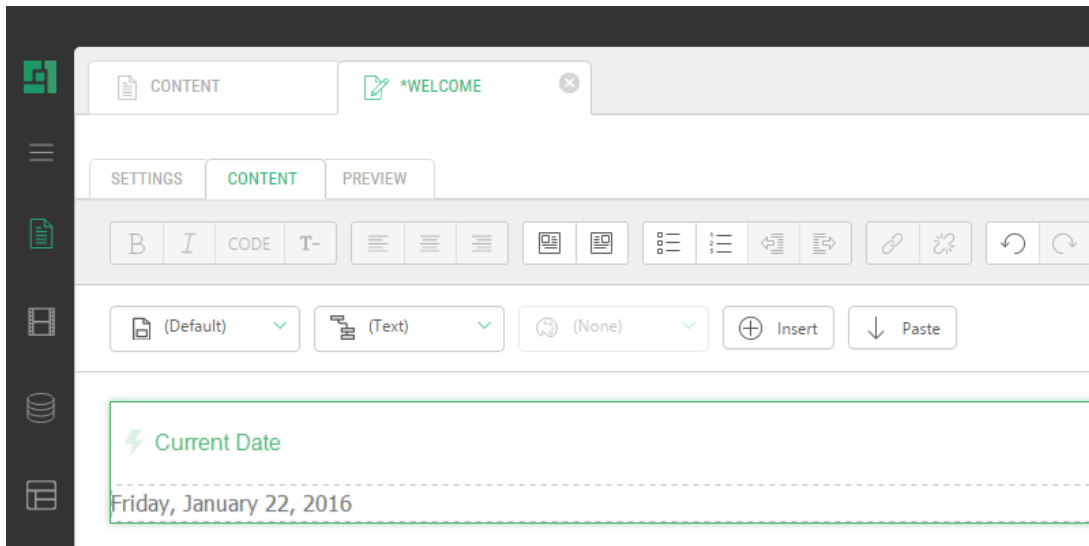 CONTENT *WELCOME
SETTINGS CONTENT PREVIEW
B I CODE T-
(Default) (Text) (None) Insert Paste
Current Date
Friday, January 22, 2016